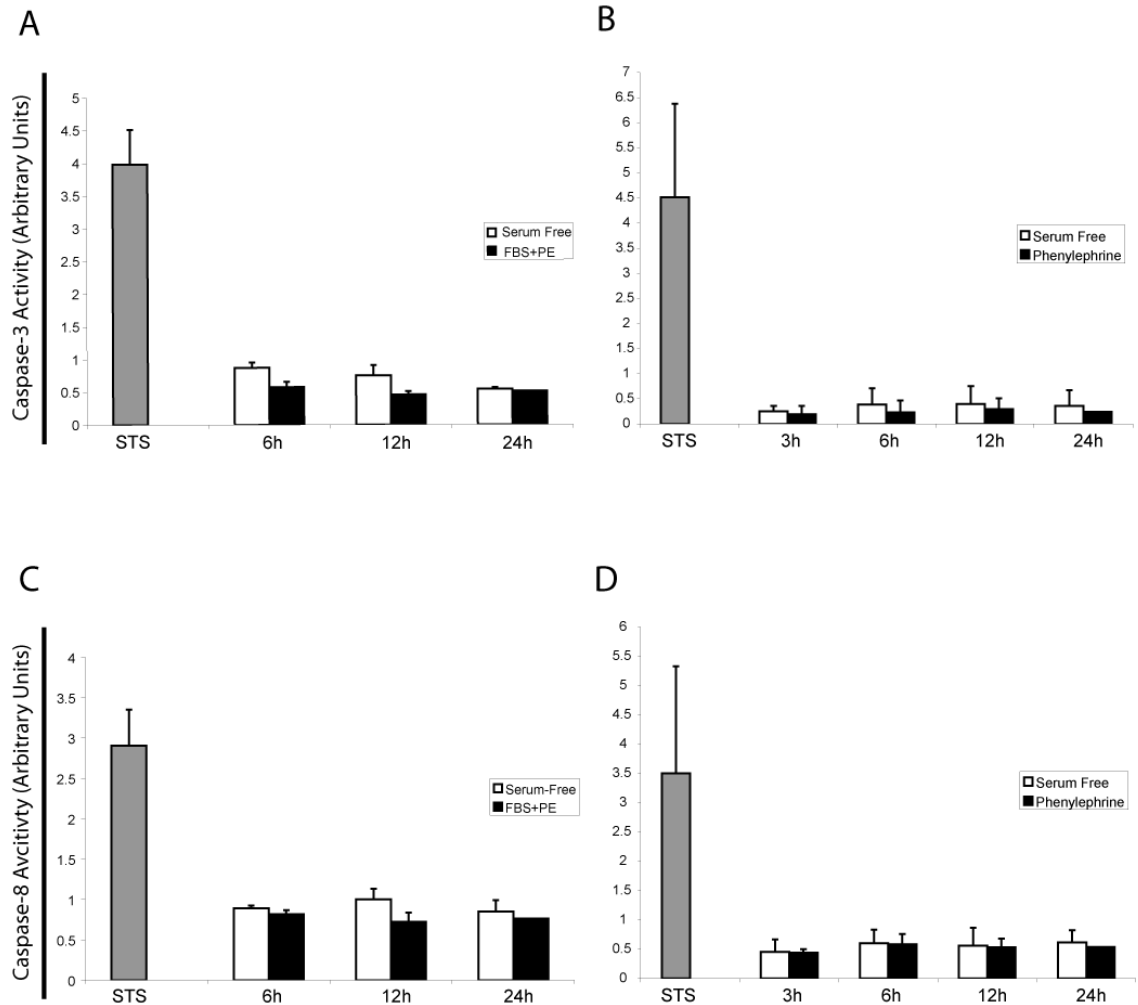 A
Caspase-3 Activity (Arbitrary Units)
5
4.5
4
3.5
3
2.5
2
1.5
1
0.5
0
Serum Free
FBS+PE
STS 6h 12h 24h
B
7
6.5
6
5.5
5
4.5
4
3.5
3
2.5
2
1.5
1
0.5
0
Serum Free
Phenylephrine
STS 3h 6h 12h 24h
C
Caspase-8 Avcitivty (Arbitrary Units)
4
3.5
3
2.5
2
1.5
1
0.5
0
Serum-Free
FBS+PE
STS 6h 12h 24h
D
6
5.5
5
4.5
4
3.5
3
2.5
2
1.5
1
0.5
0
Serum Free
Phenylephrine
STS 3h 6h 12h 24h